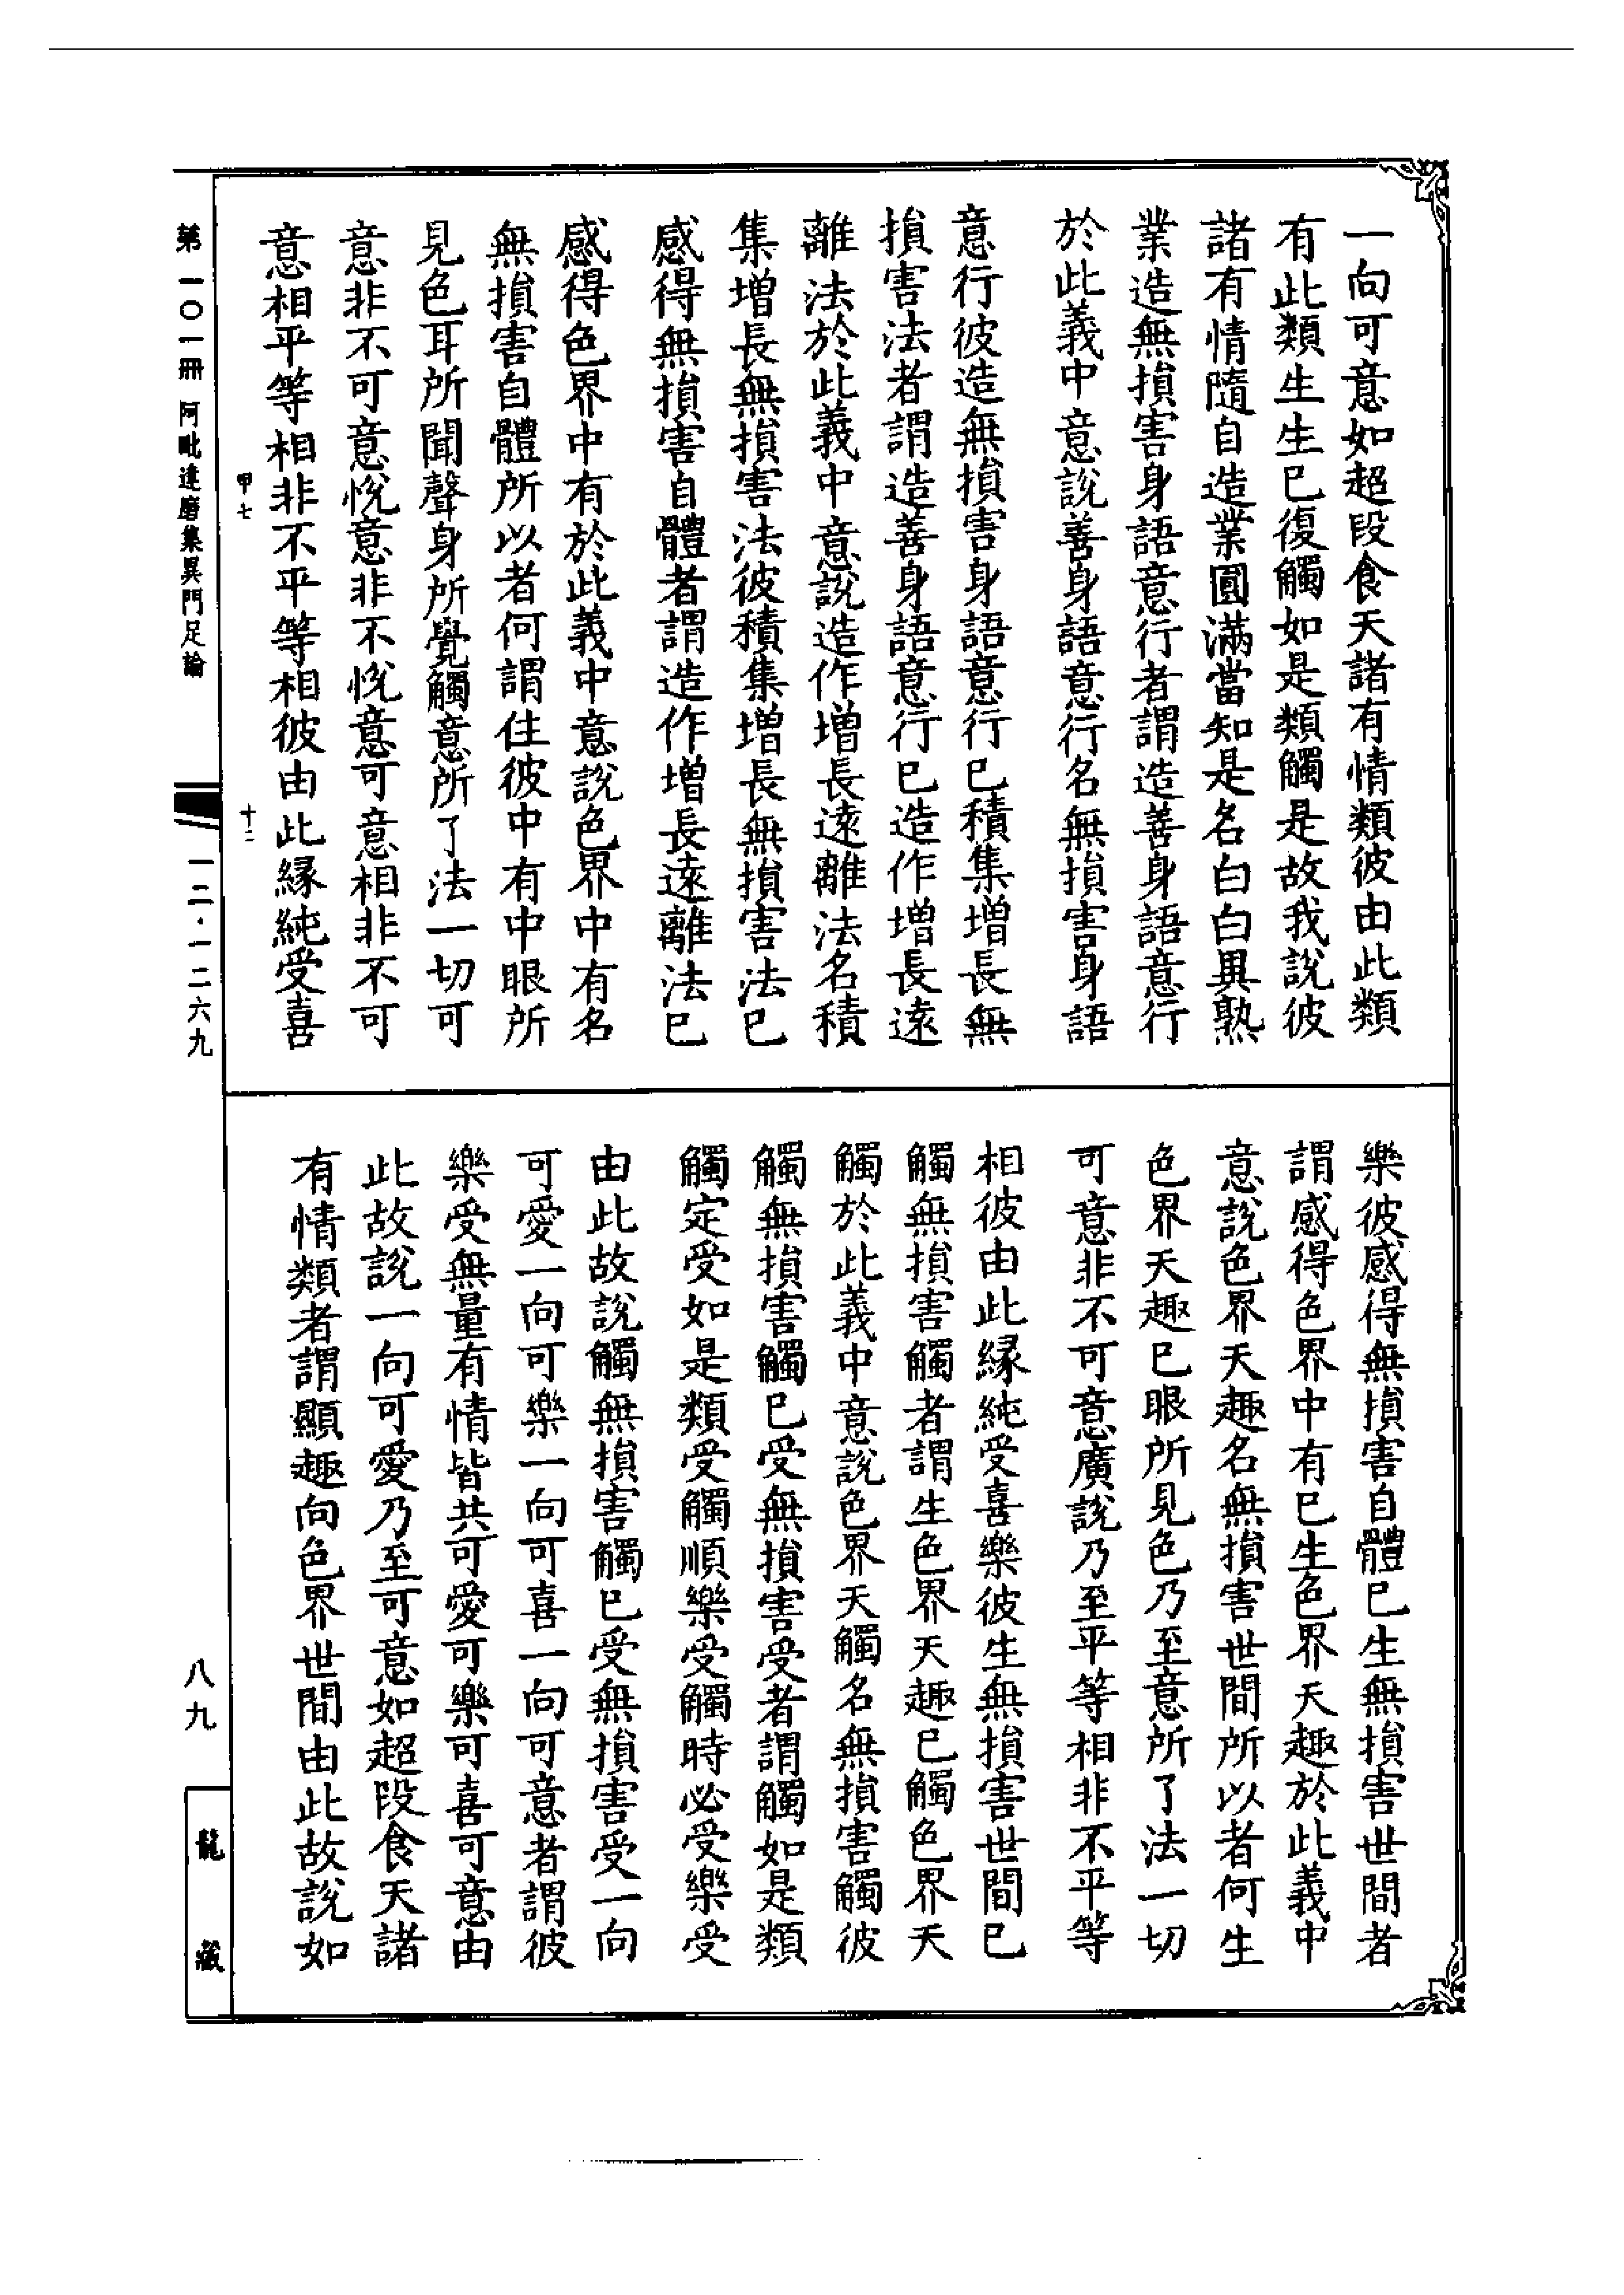 一向可意如超段食天諸有情類彼由此類
有此類生生已復觸如是類觸是故我說彼
諸有情隨自造業圓滿當知是名白白異熟
業造無損害身語意行者謂造善身語意行
於此義中意說善身語意行名無損害身語
意行彼造無損害身語意行已積集增長無
損害法者謂造善身語意行已造作增長遠
離法於此義中意說造作增長遠離法名積
集增長無損害法彼積集增長無損害法已
感得無損害自體者謂造作增長遠離法已
感得色界中有於此義中意說色界中有名
無損害自體所以者何謂住彼中有中眼所
見色耳所聞聲身所覺觸意所了法一切可
意非不可意悅意非不悅意可意相非不可
意相平等相非不平等相彼由此緣純受喜
樂彼感得無損害自體已生無損害世間者
謂感得色界中有已生色界天趣於此義中
意說色界天趣名無損害世間所以者何生
色界天趣已眼所見色乃至意所了法一切
可意非不可意廣說乃至平等相非不平等
相彼由此緣純受喜樂彼生無損害世間已
觸無損害觸者謂生色界天趣已觸色界天
觸於此義中意說色界天觸名無損害觸彼
觸無損害觸已受無損害受者謂觸如是類
觸定受如是類受觸順樂受觸時必受樂受
由此故說觸無損害觸已受無損害受一向
可愛一向可樂一向可喜一向可意者謂彼
樂受無量有情皆共可愛可樂可喜可意由
此故說一向可愛乃至可意如超段食天諸
有情類者謂顯趣向色界世間由此故說如
甲七
十二
第一〇一冊 阿毗達磨集異門足論
一二·一二六九
八九
龍藏